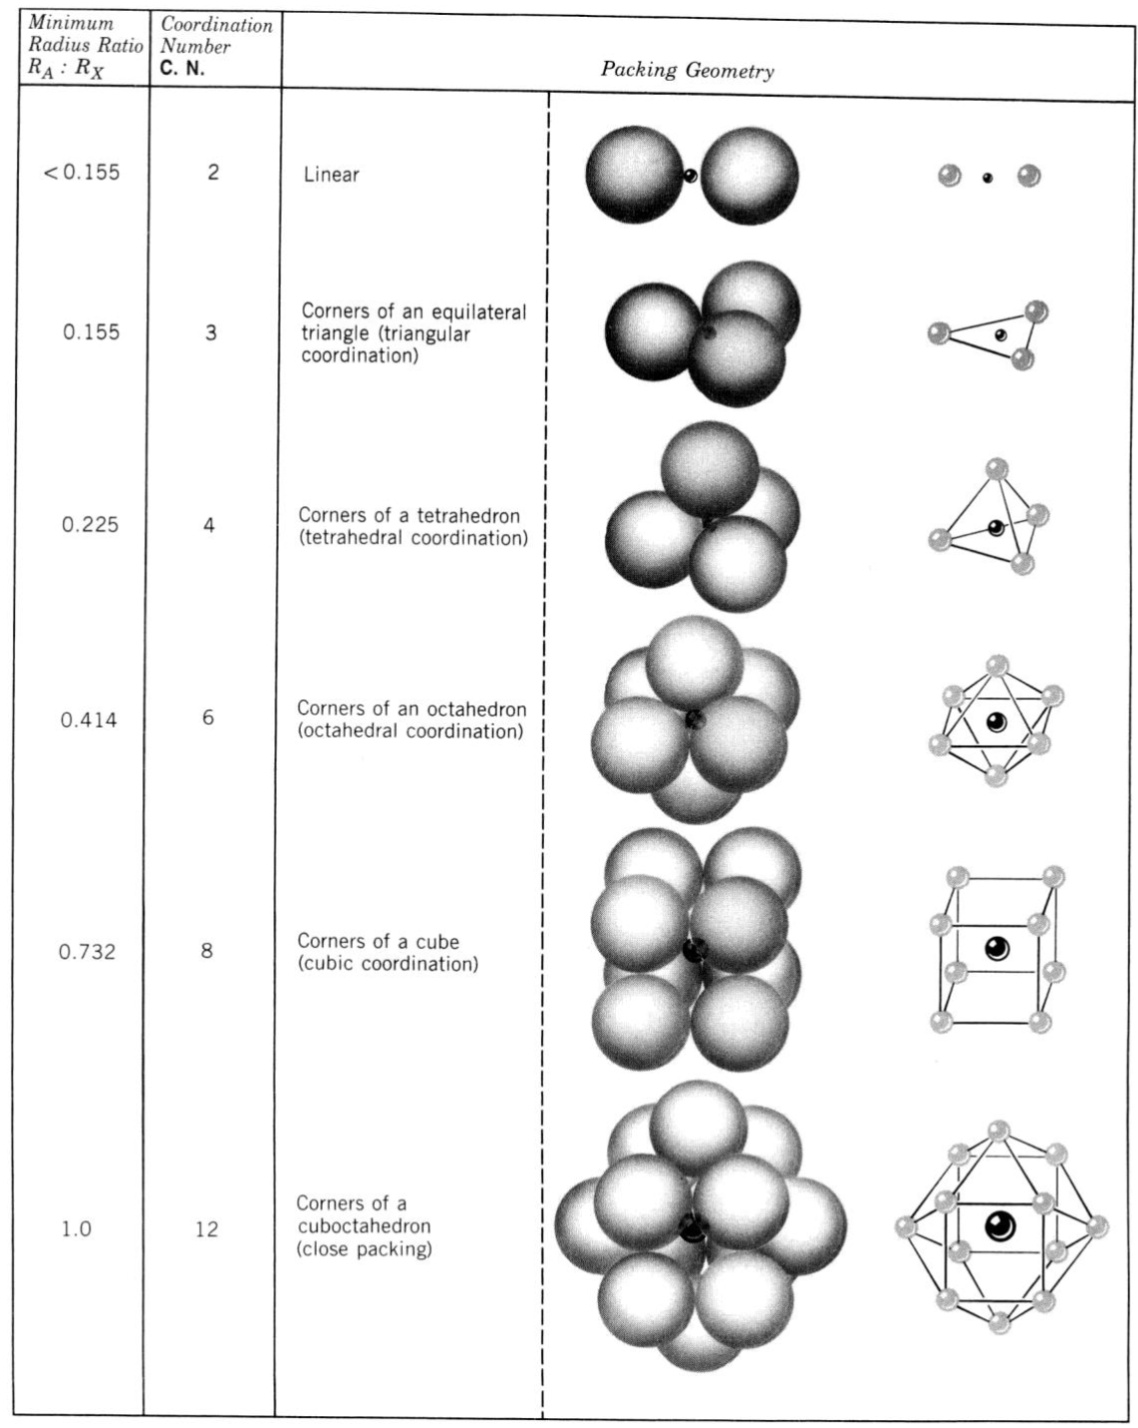 Minimum
Radius Ratio
R_A : R_X
Coordination
Number
C. N.
Packing Geometry
< 0.155
2
Linear
0.155
3
Corners of an equilateral
triangle (triangular
coordination)
0.225
4
Corners of a tetrahedron
(tetrahedral coordination)
0.414
6
Corners of an octahedron
(octahedral coordination)
0.732
8
Corners of a cube
(cubic coordination)
1.0
12
Corners of a
cuboctahedron
(close packing)